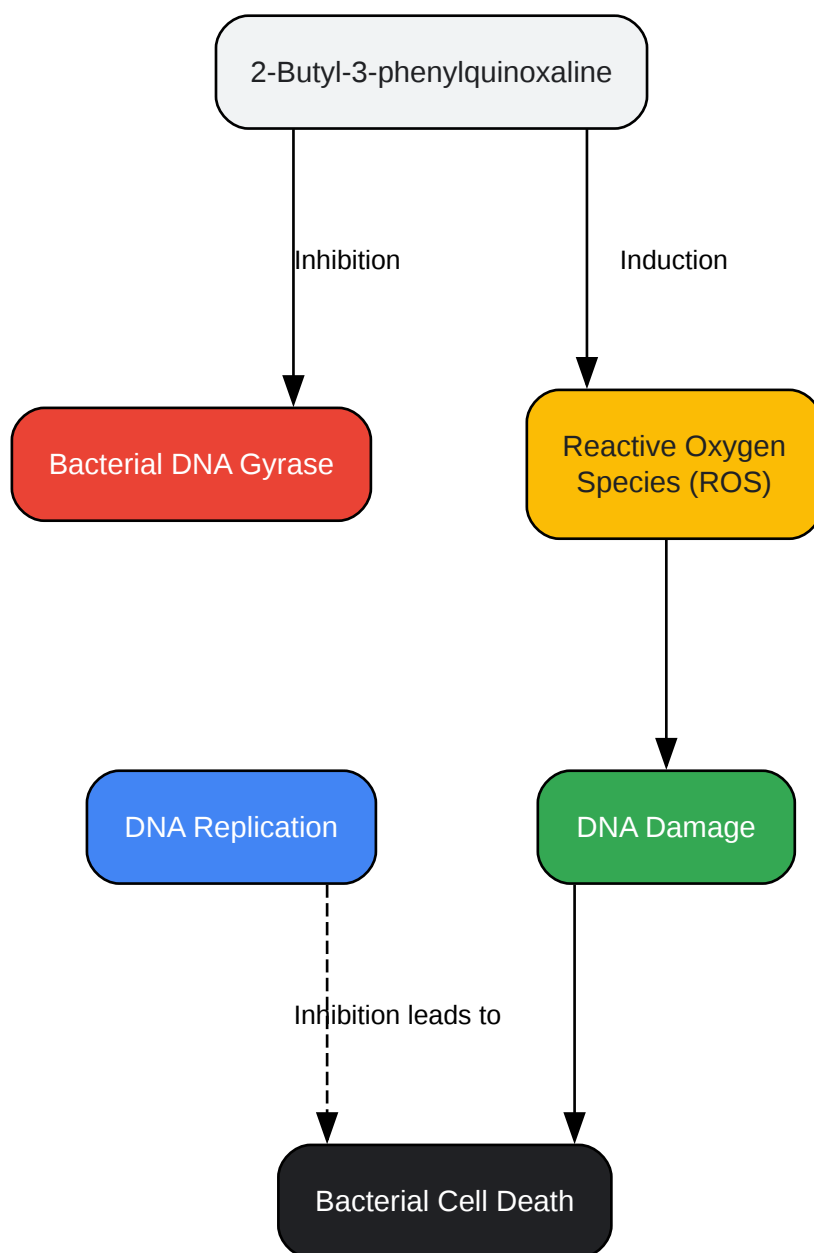 2-Butyl-3-phenylquinoxaline
Inhibition
Induction
Bacterial DNA Gyrase
Reactive Oxygen
Species (ROS)
DNA Replication
DNA Damage
Inhibition leads to
Bacterial Cell Death